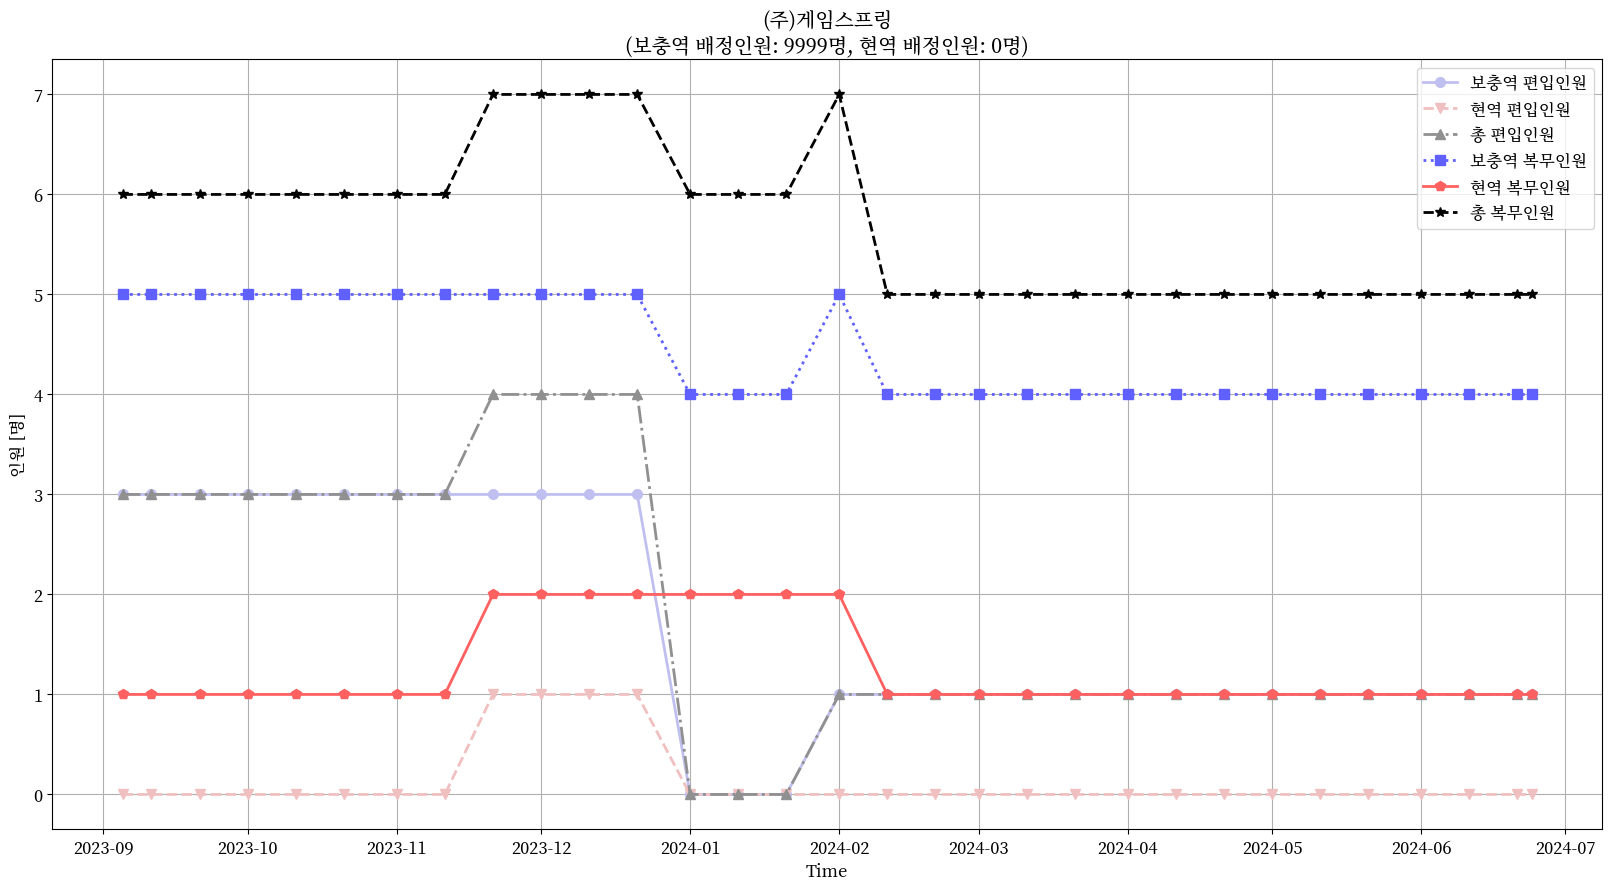 (주)게임스프링
(보충역 배정인원: 9999명, 현역 배정인원: 0명)
보충역 편입인원
현역 편입인원
총 편입인원
보충역 복무인원
현역 복무인원
총 복무인원
인원 [명]
7
6
5
4
3
2
1
0
2023-09 2023-10 2023-11 2023-12 2024-01 2024-02 2024-03 2024-04 2024-05 2024-06 2024-07
Time